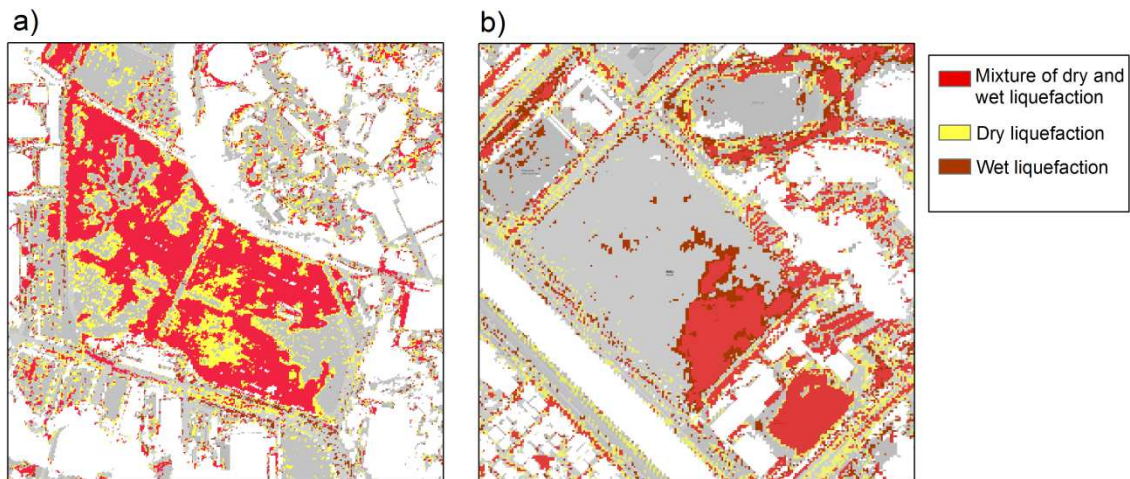 a)
b)
Mixture of dry and
wet liquefaction
Dry liquefaction
Wet liquefaction